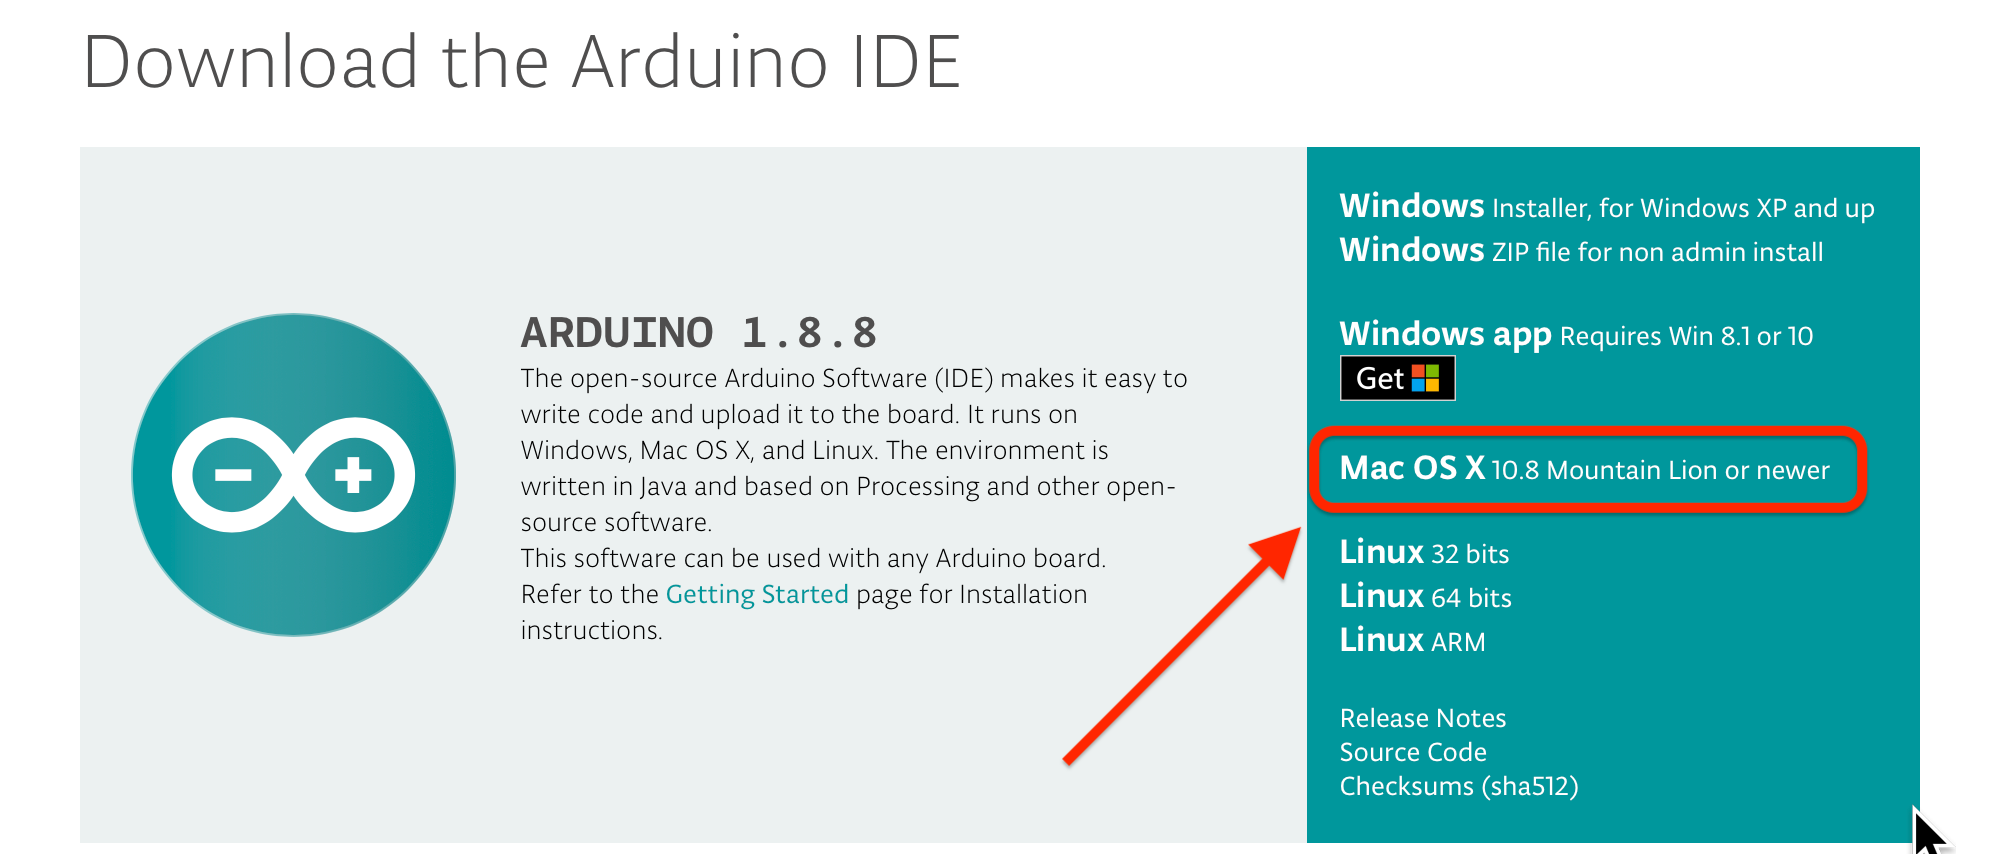 Download the Arduino IDE
ARDUINO 1.8.8
The open-source Arduino Software (IDE) makes it easy to
write code and upload it to the board. It runs on
Windows, Mac OS X, and Linux. The environment is
written in Java and based on Processing and other open-
source software.
This software can be used with any Arduino board.
Refer to the Getting Started page for Installation
instructions.
Windows Installer, for Windows XP and up
Windows ZIP file for non admin install
Windows app Requires Win 8.1 or 10
Get
Mac OS X 10.8 Mountain Lion or newer
Linux 32 bits
Linux 64 bits
Linux ARM
Release Notes
Source Code
Checksums (sha512)